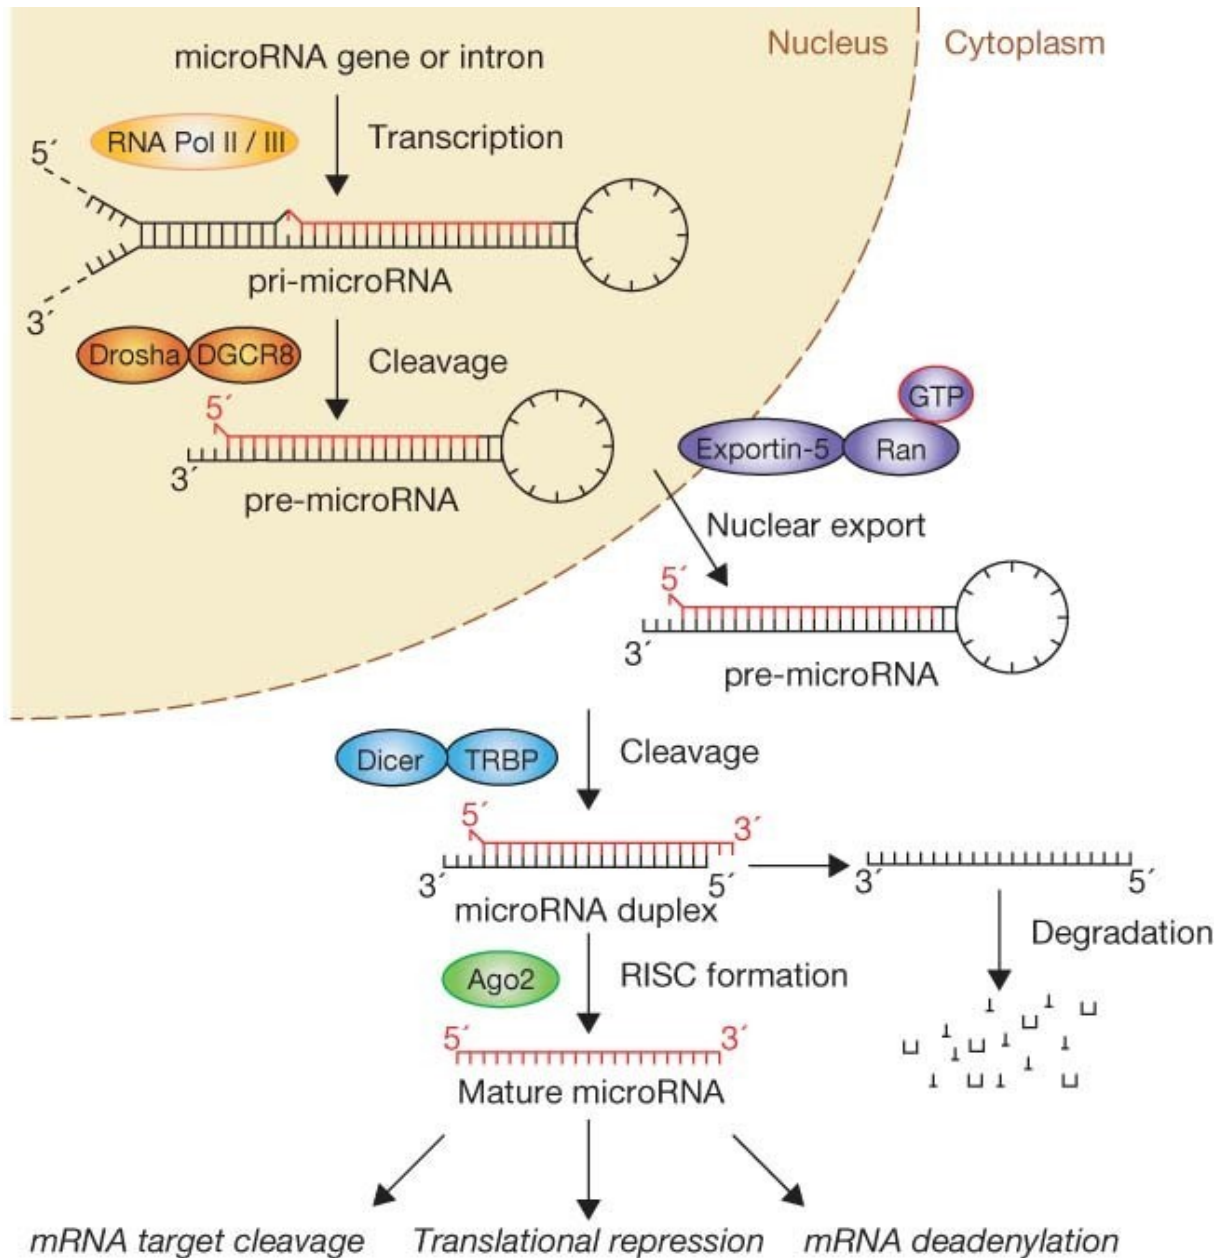 Nucleus Cytoplasm
microRNA gene or intron
RNA Pol II / III
Transcription
5´
3´
pri-microRNA
Drosha DGCR8
Cleavage
5´
3´
pre-microRNA
GTP
Exportin-5 Ran
Nuclear export
5´
3´
pre-microRNA
Dicer TRBP
Cleavage
5´ 3´
3´ 5´
microRNA duplex
3´ 5´
Degradation
Ago2
RISC formation
5´ 3´
Mature microRNA
mRNA target cleavage
Translational repression
mRNA deadenylation